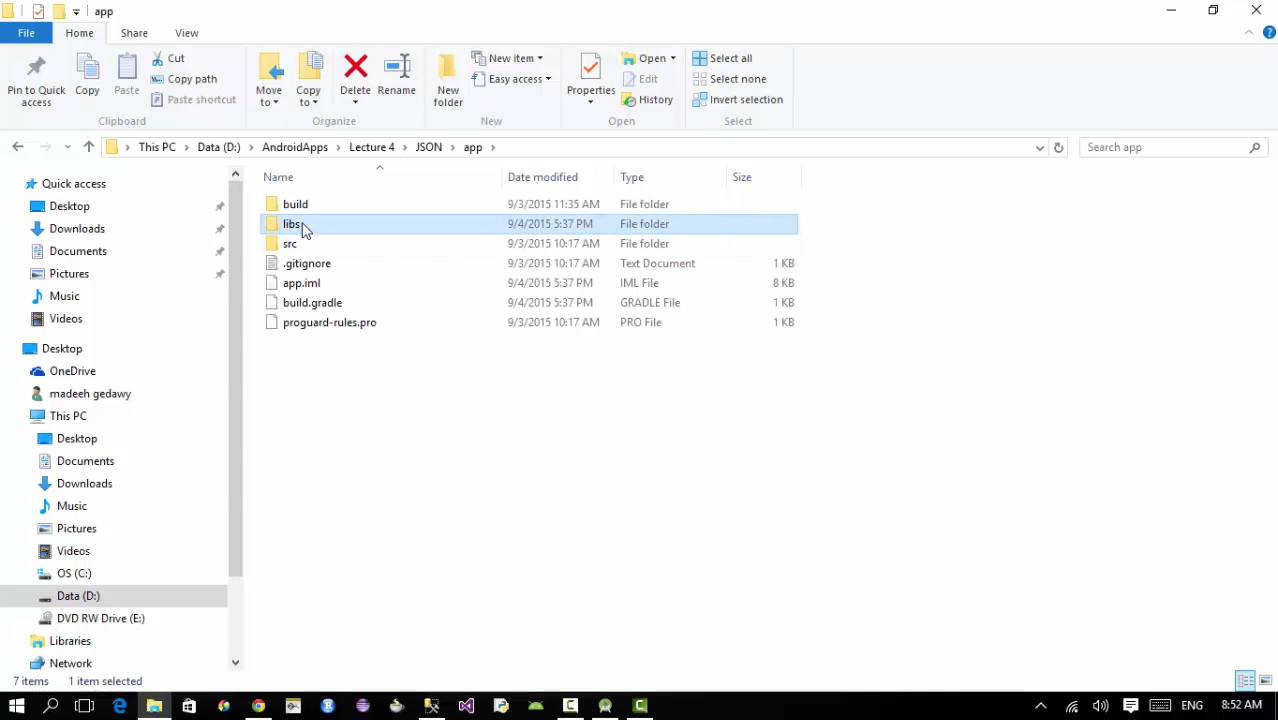 app
File Home Share View
Pin to Quick access
Copy
Paste
Cut
Copy path
Paste shortcut
Clipboard
Move to
Copy to
Delete
Rename
Organize
New folder
New item
Easy access
New
Properties
Open
Edit
History
Open
Select all
Select none
Invert selection
Select
This PC Data (D:) AndroidApps Lecture 4 JSON app
Search app
Name Date modified Type Size
build 9/3/2015 11:35 AM File folder
libs 9/4/2015 5:37 PM File folder
src 9/3/2015 10:17 AM File folder
.gitignore 9/3/2015 10:17 AM Text Document 1 KB
app.iml 9/4/2015 5:37 PM IML File 8 KB
build.gradle 9/4/2015 5:37 PM GRADLE File 1 KB
proguard-rules.pro 9/3/2015 10:17 AM PRO File 1 KB
Quick access
Desktop
Downloads
Documents
Pictures
Music
Videos
Desktop
OneDrive
madeeh gedawy
This PC
Desktop
Documents
Downloads
Music
Pictures
Videos
OS (C:)
Data (D:)
DVD RW Drive (E:)
Libraries
Network
7 items 1 item selected
ENG 8:52 AM